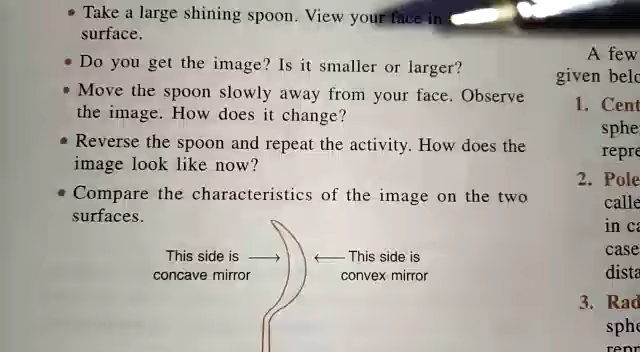 • Take a large shining spoon. View your face in
surface.
• Do you get the image? Is it smaller or larger?
• Move the spoon slowly away from your face. Observe
the image. How does it change?
• Reverse the spoon and repeat the activity. How does the
image look like now?
• Compare the characteristics of the image on the two
surfaces.
This side is
concave mirror
This side is
convex mirror
A few
given belo
1. Cent
sphe
repre
2. Pole
calle
in ca
case
dista
3. Rad
sphe
repr